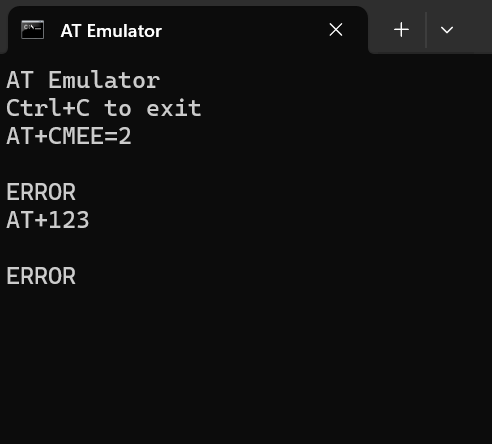 AT Emulator
AT Emulator
Ctrl+C to exit
AT+CMEE=2
ERROR
AT+123
ERROR